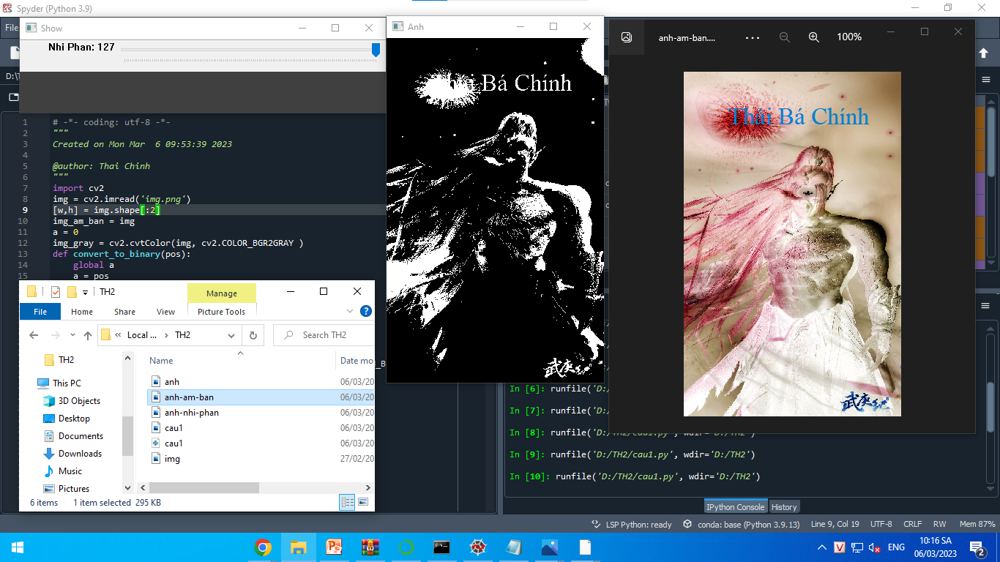 Spyder (Python 3.9)
File
Show
Nhi Phan: 127
D:\T
1 # -*- coding: utf-8 -*-
2 """
3 Created on Mon Mar  6 09:53:39 2023
4
5 @author: Thai Chinh
6 """
7 import cv2
8 img = cv2.imread('img.png')
9 [w,h] = img.shape[:2]
10 img_am_ban = img
11 a = 0
12 img_gray = cv2.cvtColor(img, cv2.COLOR_BGR2GRAY )
13 def convert_to_binary(pos):
14 global a
15 a = pos
Anh
Thái Bá Chính
武庚纪
anh-am-ban....
100%
Thái Bá Chính
武庚纪
TH2
Manage
File
Home
Share
View
Picture Tools
Local ...
TH2
Search TH2
TH2
This PC
3D Objects
Desktop
Documents
Downloads
Music
Pictures
Name
Date mo
anh 06/03/20
anh-am-ban 06/03/20
anh-nhi-phan 06/03/20
cau1 06/03/20
cau1 06/03/20
img 27/02/20
6 items
1 item selected 295 KB
_B
In [6]: runfile('D:/
In [7]: runfile('D:/
In [8]: runfile('D:/TH2/cau1.py', wdir='D:/TH2')
In [9]: runfile('D:/TH2/cau1.py', wdir='D:/TH2')
In [10]: runfile('D:/TH2/cau1.py', wdir='D:/TH2')
IPython Console
History
LSP Python: ready
conda: base (Python 3.9.13)
Line 9, Col 19
UTF-8
CRLF
RW
Mem 87%
ENG
10:16 SA
06/03/2023
2